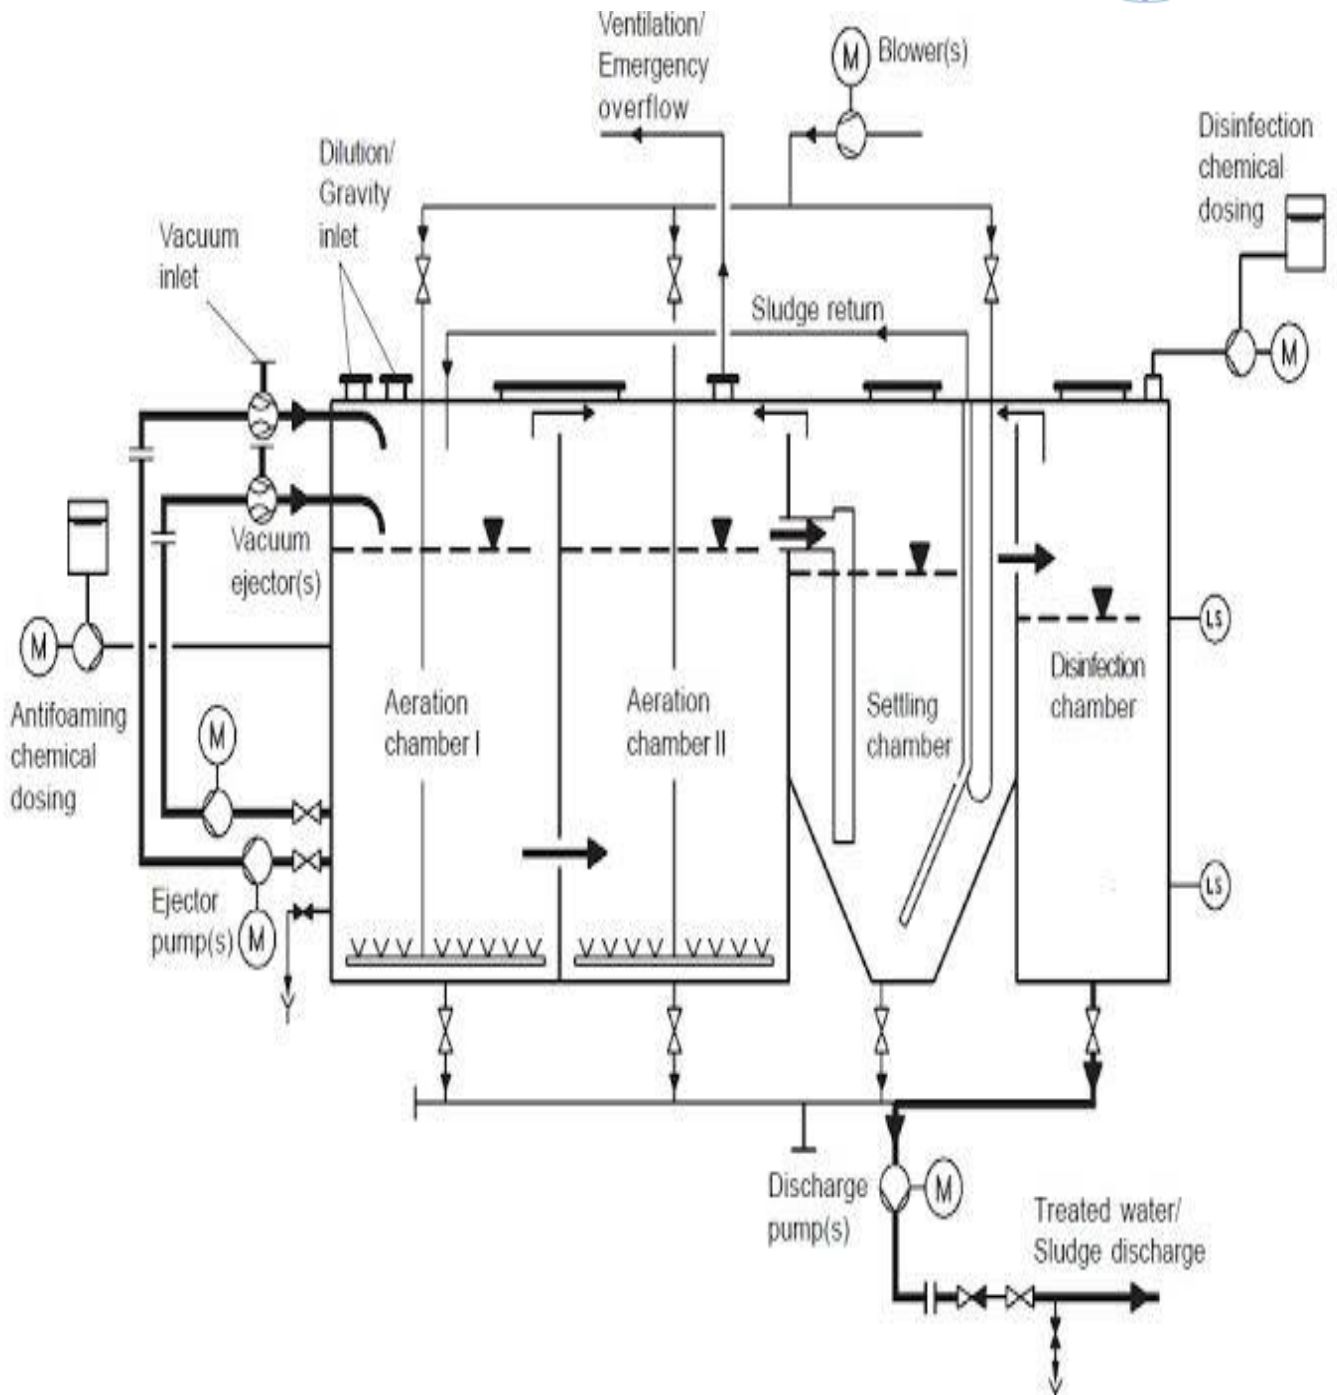 Ventilation/
Emergency
overflow
M
Blower(s)
Disinfection
chemical
dosing
Dilution/
Gravity
inlet
Vacuum
inlet
Sludge return
M
Vacuum
ejector(s)
M
LS
Antifoaming
chemical
dosing
M
Aeration
chamber I
Aeration
chamber II
Settling
chamber
Disinfection
chamber
LS
Ejector
pump(s)
M
Discharge
pump(s)
M
Treated water/
Sludge discharge